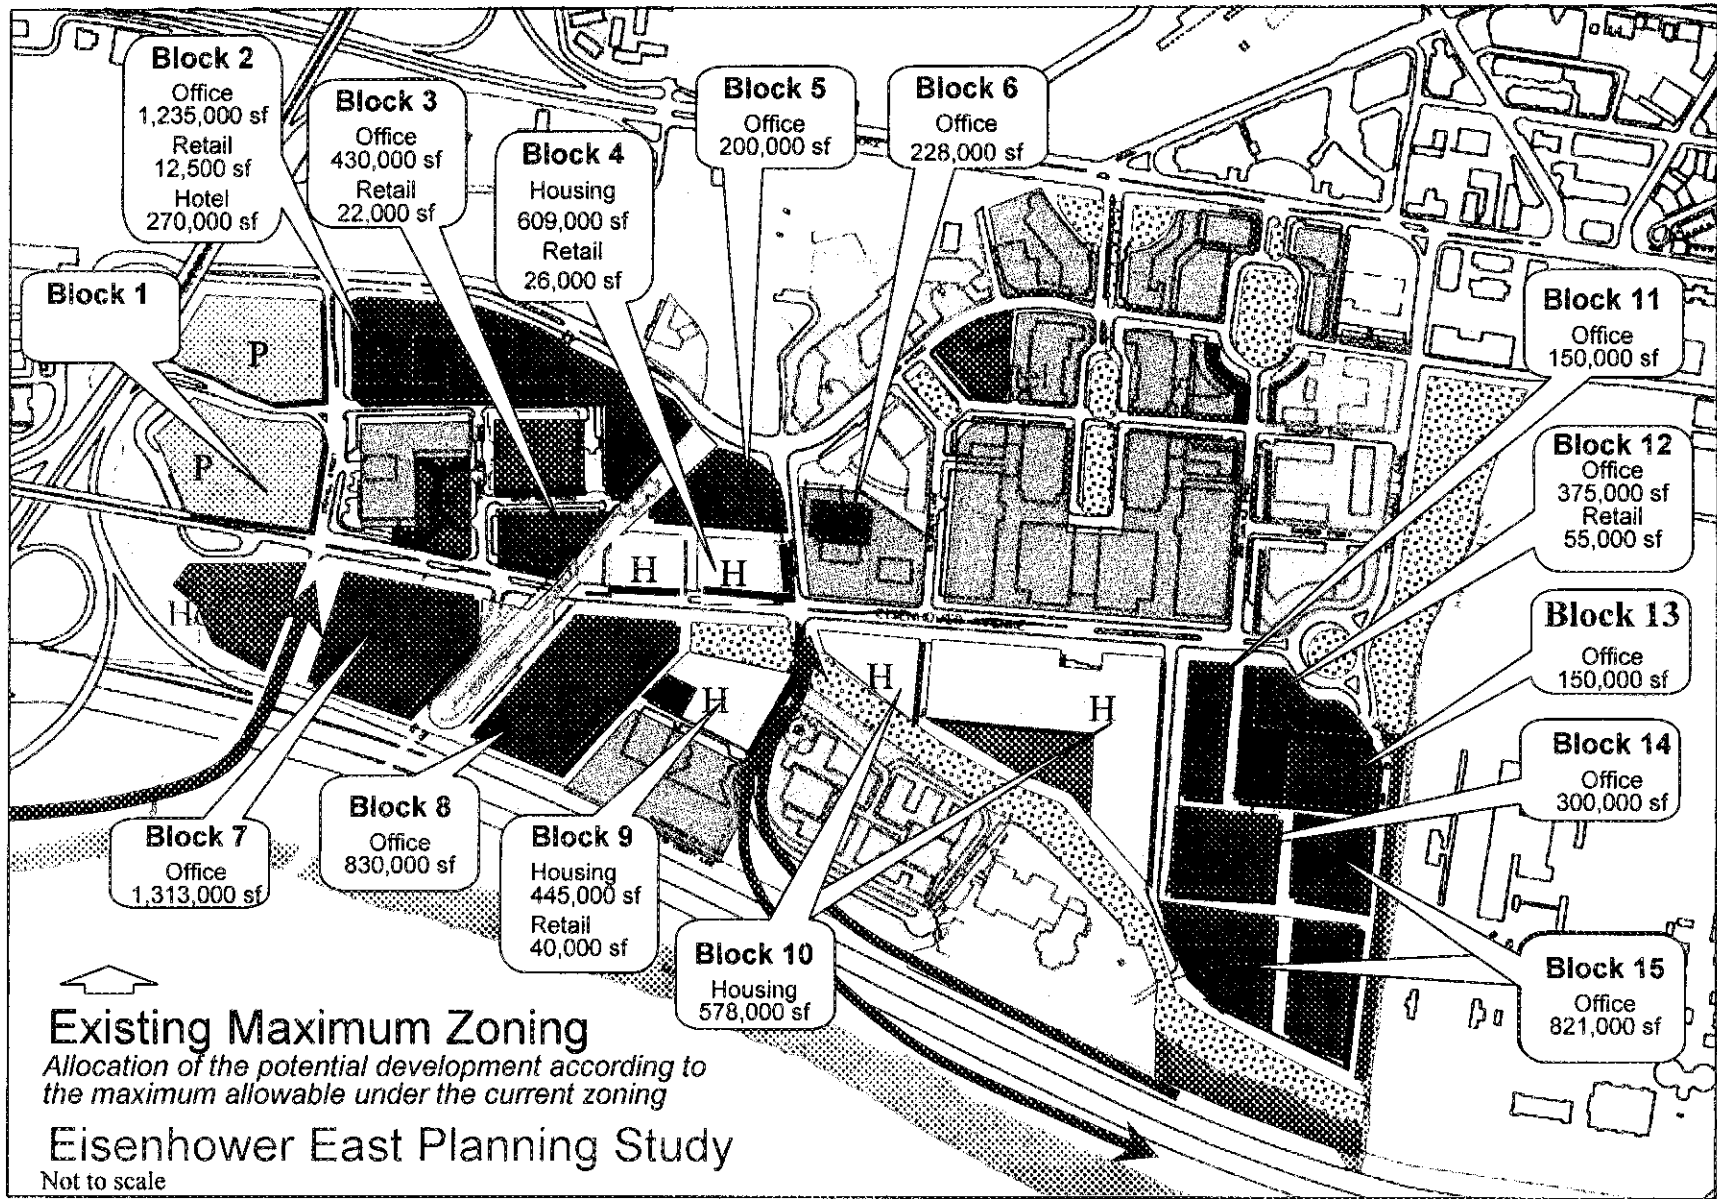 Block 2
Office
1,235,000 sf
Retail
12,500 sf
Hotel
270,000 sf
Block 3
Office
430,000 sf
Retail
22,000 sf
Block 4
Housing
609,000 sf
Retail
26,000 sf
Block 5
Office
200,000 sf
Block 6
Office
228,000 sf
Block 1
P
P
Block 11
Office
150,000 sf
Block 12
Office
375,000 sf
Retail
55,000 sf
H
H
H
EISENHOWER AVENUE
Block 13
Office
150,000 sf
H
H
H
Block 14
Office
300,000 sf
Block 7
Office
1,313,000 sf
Block 8
Office
830,000 sf
Block 9
Housing
445,000 sf
Retail
40,000 sf
Block 10
Housing
578,000 sf
Block 15
Office
821,000 sf
Existing Maximum Zoning
Allocation of the potential development according to
the maximum allowable under the current zoning
Eisenhower East Planning Study
Not to scale